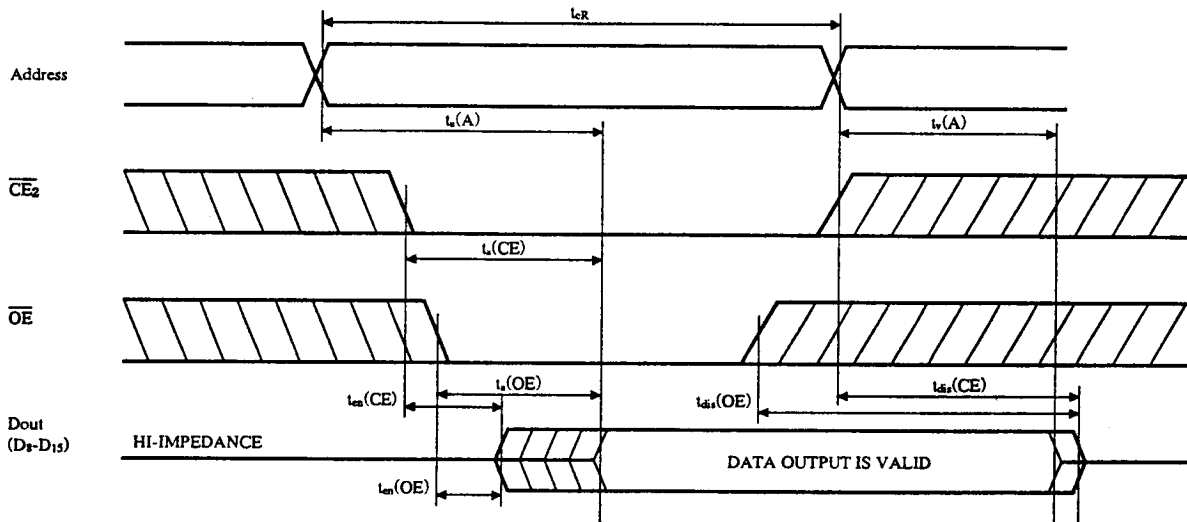 tcR
Address
ta(A)
tv(A)
CE2
ta(CE)
OE
ta(OE)
ten(CE)
tdis(CE)
tdis(OE)
Dout
(D8-D15)
HI-IMPEDANCE
DATA OUTPUT IS VALID
ten(OE)